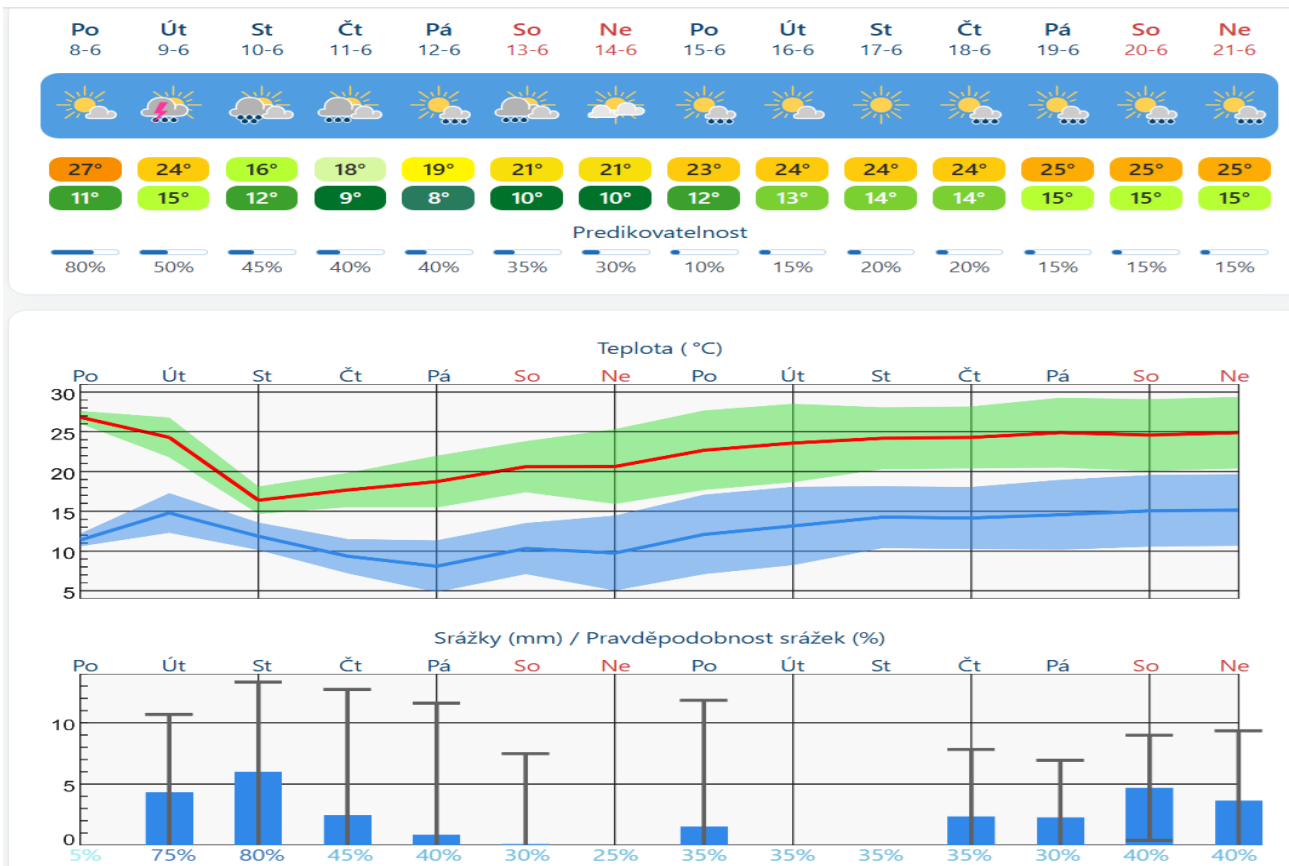 Po Út St Čt Pá So Ne Po Út St Čt Pá So Ne
8-6 9-6 10-6 11-6 12-6 13-6 14-6 15-6 16-6 17-6 18-6 19-6 20-6 21-6
27° 24° 16° 18° 19° 21° 21° 23° 24° 24° 24° 25° 25° 25°
11° 15° 12° 9° 8° 10° 10° 12° 13° 14° 14° 15° 15° 15°
Predikovatelnost
80% 50% 45% 40% 40% 35% 30% 10% 15% 20% 20% 15% 15% 15%
Teplota ( °C)
Po Út St Čt Pá So Ne Po Út St Čt Pá So Ne
30
25
20
15
10
5
Srážky (mm) / Pravděpodobnost srážek (%)
Po Út St Čt Pá So Ne Po Út St Čt Pá So Ne
10
5
0
5% 75% 80% 45% 40% 30% 25% 35% 35% 35% 35% 30% 40% 40%